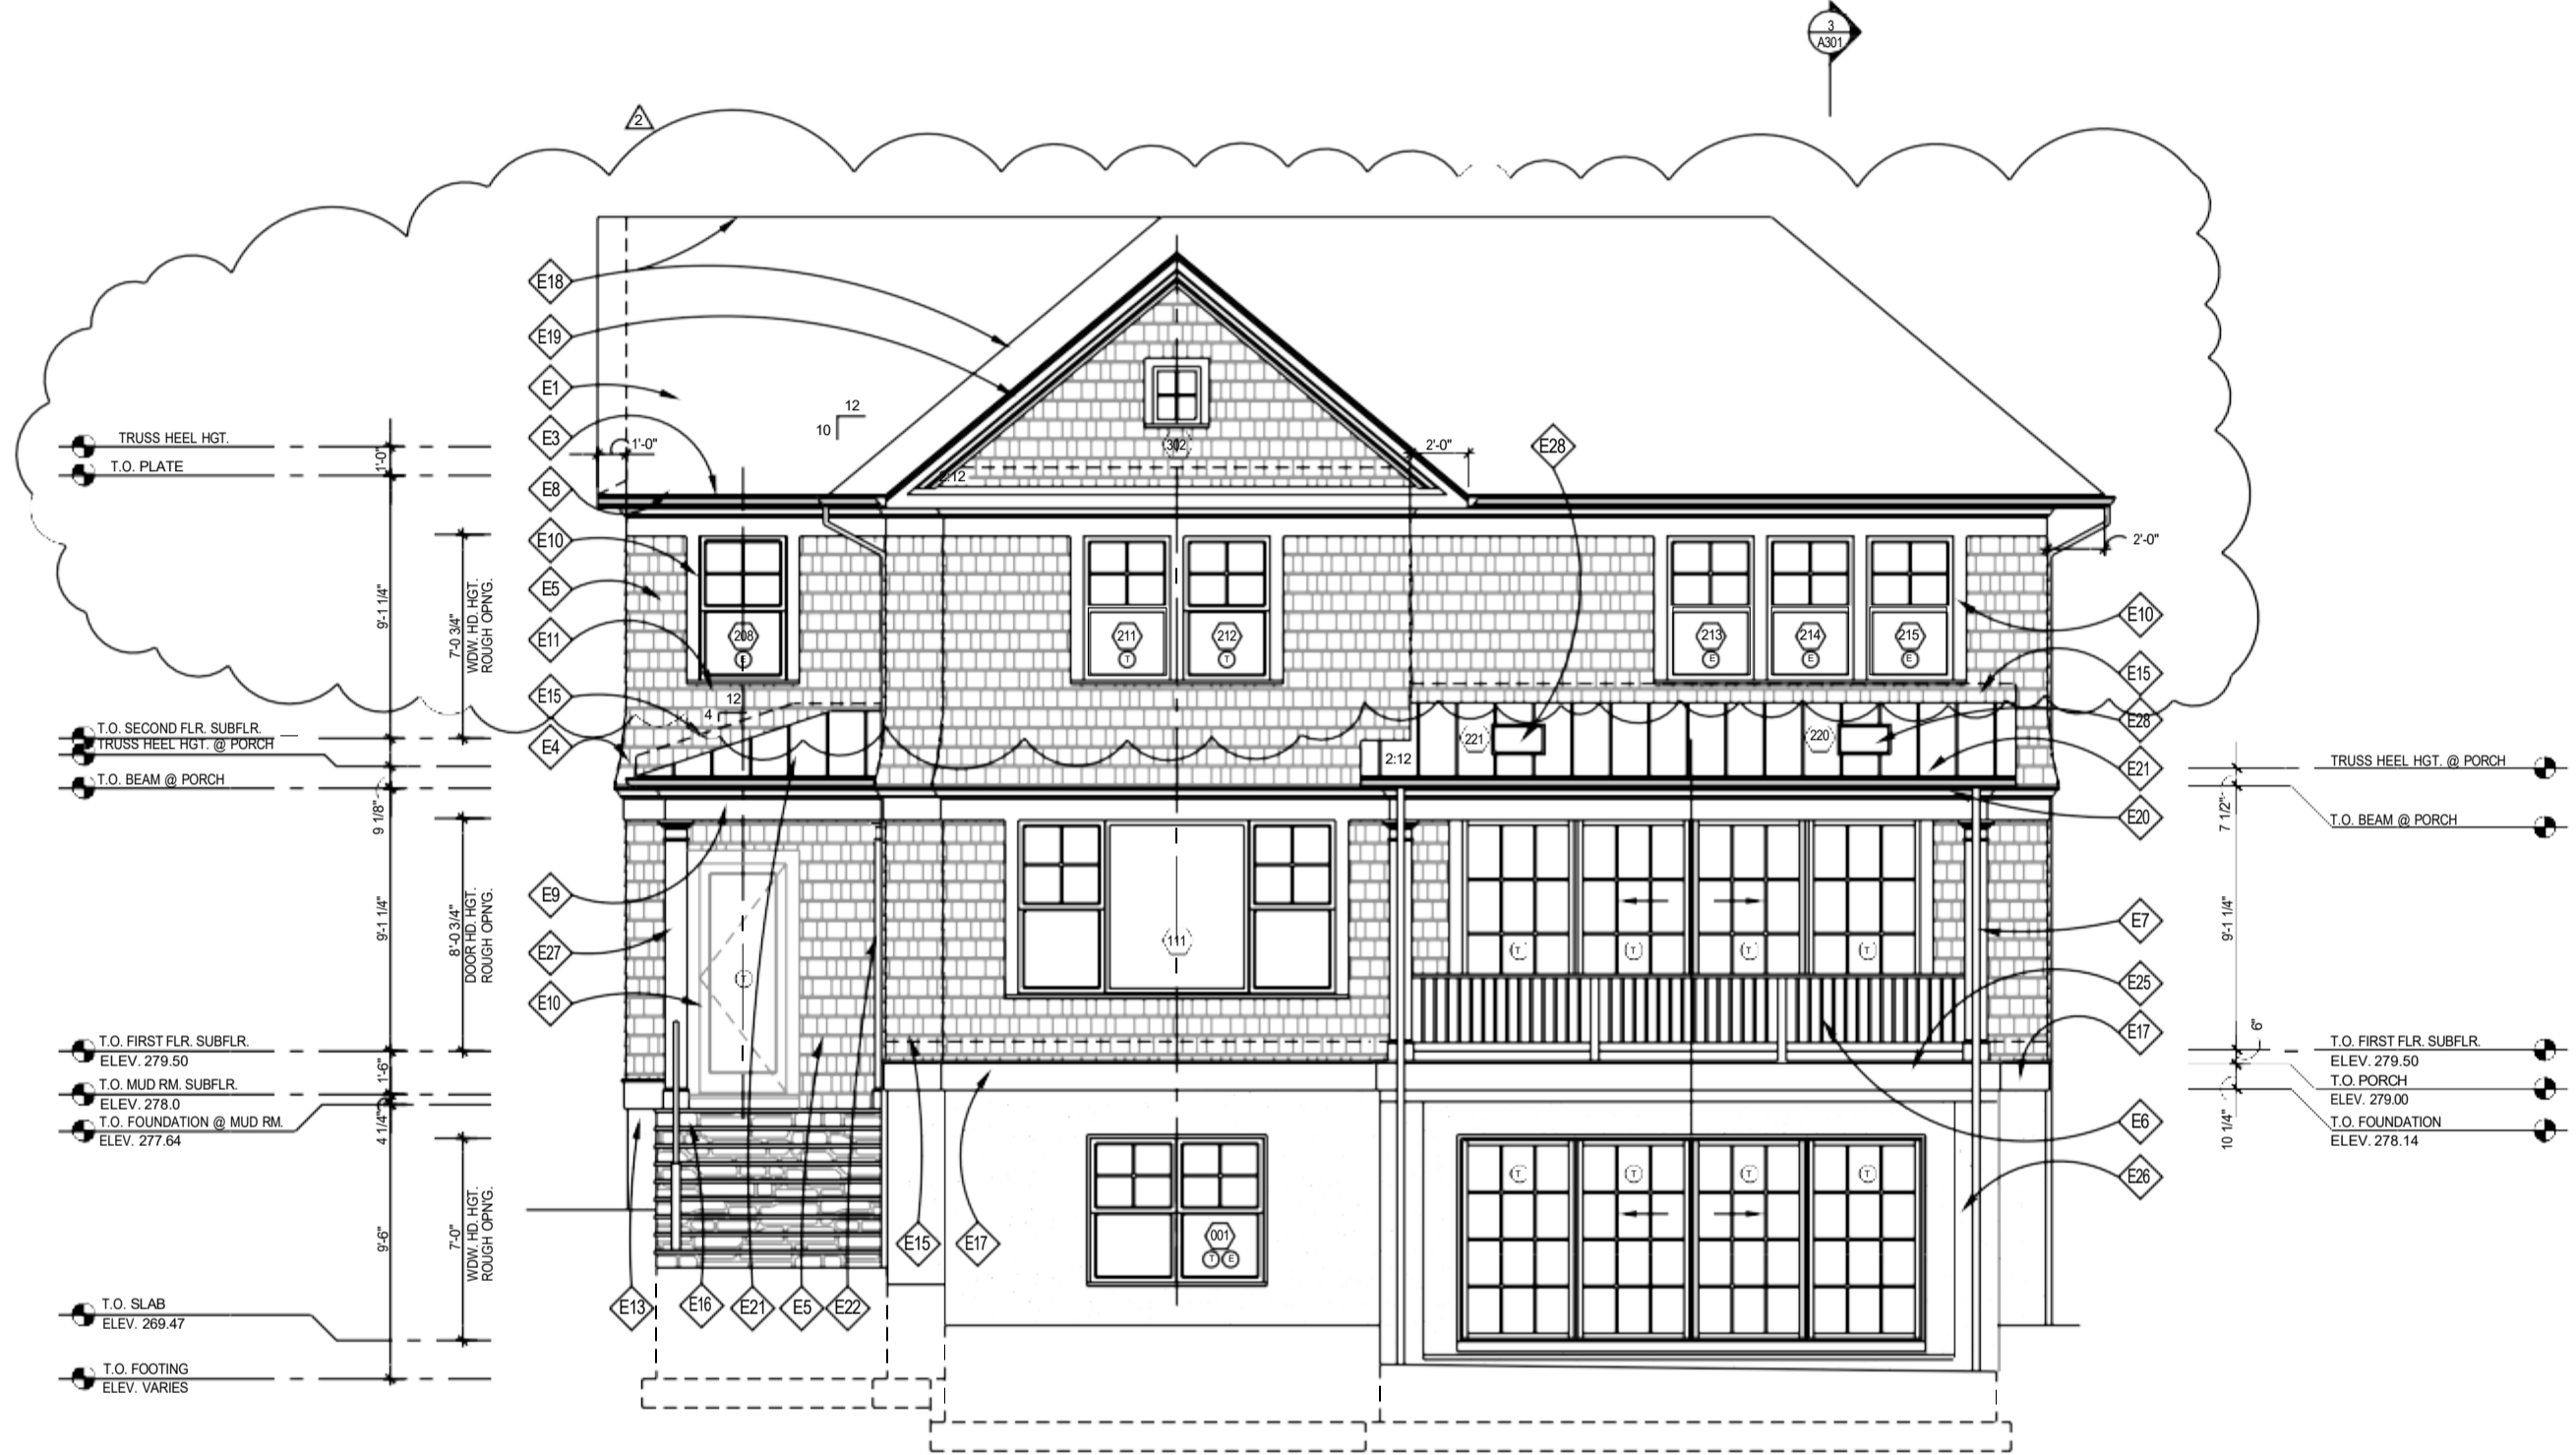 3
A301
2
E18
E19
E1
12
10
E3
1'-0"
302
2'-0"
E28
TRUSS HEEL HGT.
T.O. PLATE
1'-0"
E8
2:12
E10
2'-0"
E5
9'-1 1/4"
7'-0 3/4"
WDW. HD. HGT.
ROUGH OPN'G.
208
E
211
T
212
T
213
E
214
E
215
E
E10
E11
E15
E15
12
4
T.O. SECOND FLR. SUBFLR.
TRUSS HEEL HGT. @ PORCH
E4
221
220
E28
2:12
E21
TRUSS HEEL HGT. @ PORCH
T.O. BEAM @ PORCH
9 1/8"
7 1/2"
E20
T.O. BEAM @ PORCH
E9
9'-1 1/4"
8'-0 3/4"
DOOR HD. HGT.
ROUGH OPN'G.
E27
T
111
T
T
T
T
E7
9'-1 1/4"
E10
E25
E17
6"
T.O. FIRST FLR. SUBFLR.
ELEV. 279.50
T.O. FIRST FLR. SUBFLR.
ELEV. 279.50
1'-6"
T.O. MUD RM. SUBFLR.
ELEV. 278.0
T.O. PORCH
ELEV. 279.00
4 1/4"
T.O. FOUNDATION @ MUD RM.
ELEV. 277.64
10 1/4"
E6
T.O. FOUNDATION
ELEV. 278.14
T
T
T
T
E26
9'-6"
7'-0"
WDW. HD. HGT.
ROUGH OPN'G.
E15
E17
001
T
E
E13
E16
E21
E5
E22
T.O. SLAB
ELEV. 269.47
T.O. FOOTING
ELEV. VARIES